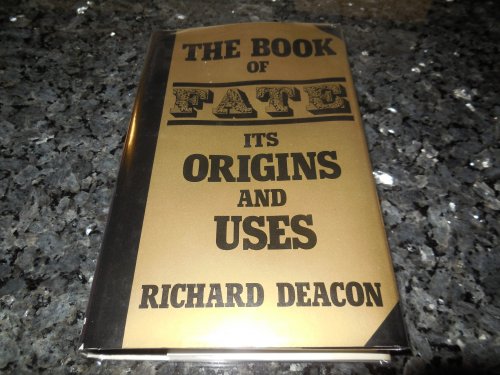 THE BOOK
OF
FATE
ITS
ORIGINS
AND
USES
RICHARD DEACON